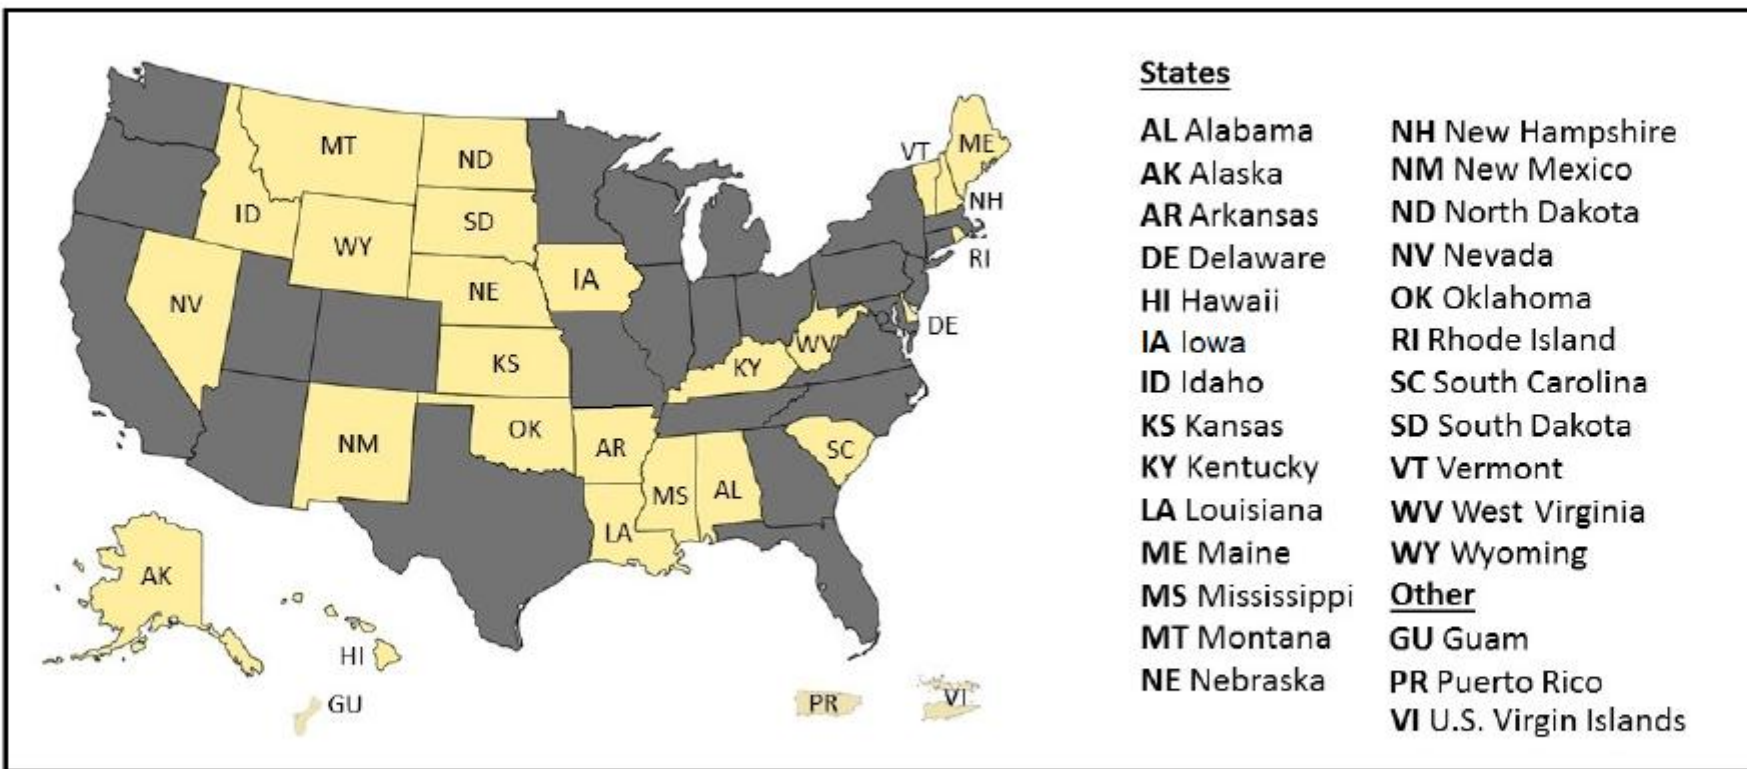 MT
ND
ID
WY
SD
NV
NE
IA
KS
NM
OK
AR
KY
WV
VT
ME
NH
RI
DE
SC
MS
AL
LA
AK
HI
GU
PR
VI
States
AL Alabama
AK Alaska
AR Arkansas
DE Delaware
HI Hawaii
IA Iowa
ID Idaho
KS Kansas
KY Kentucky
LA Louisiana
ME Maine
MS Mississippi
MT Montana
NE Nebraska
NH New Hampshire
NM New Mexico
ND North Dakota
NV Nevada
OK Oklahoma
RI Rhode Island
SC South Carolina
SD South Dakota
VT Vermont
WV West Virginia
WY Wyoming
Other
GU Guam
PR Puerto Rico
VI U.S. Virgin Islands